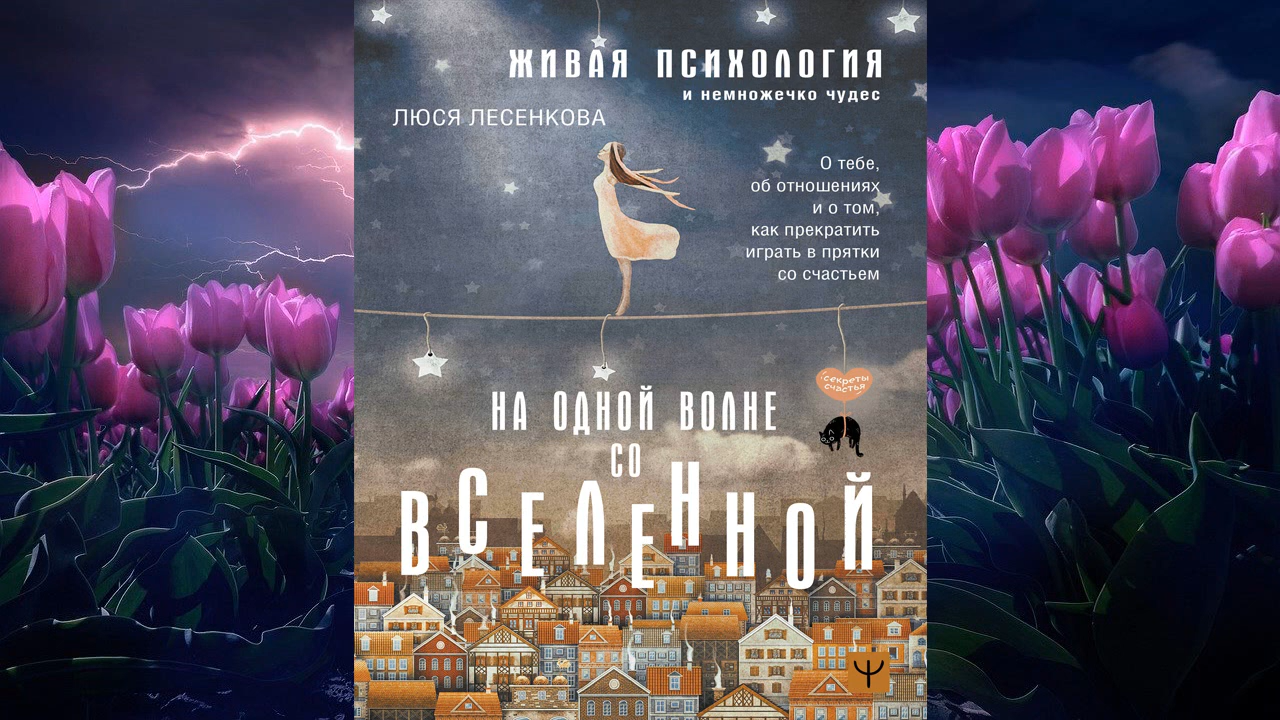 ЖИВАЯ ПСИХОЛОГИЯ
и немножечко чудес
ЛЮСЯ ЛЕСЕНКОВА
О тебе,
об отношениях
и о том,
как прекратить
играть в прятки
со счастьем
секреты
счастья
НА ОДНОЙ ВОЛНЕ
СО
ВСЕЛЕННОЙ